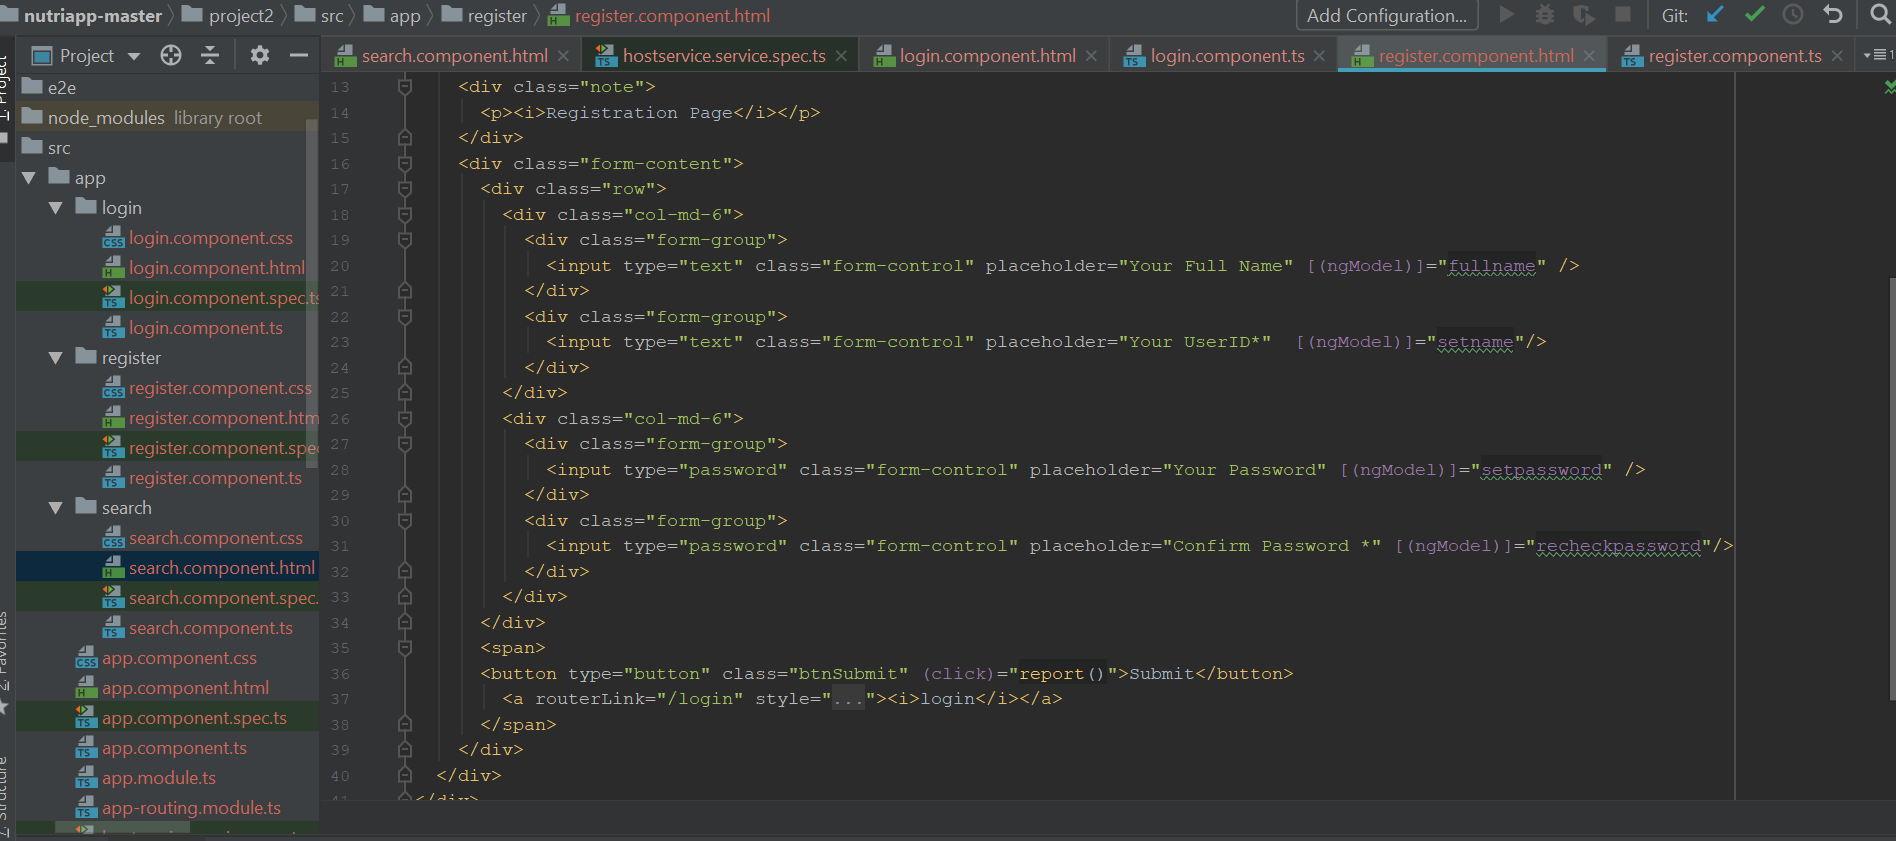 nutriapp-master project2 src app register register.component.html Add Configuration... Git:
Project search.component.html hostservice.service.spec.ts login.component.html login.component.ts register.component.html register.component.ts
1: Project
2: Favorites
Z: Structure
e2e
node_modules library root
src
app
login
login.component.css
login.component.html
login.component.spec.ts
login.component.ts
register
register.component.css
register.component.htm
register.component.spe
register.component.ts
search
search.component.css
search.component.html
search.component.spec.
search.component.ts
app.component.css
app.component.html
app.component.spec.ts
app.component.ts
app.module.ts
app-routing.module.ts
13 <div class="note">
14 <p><i>Registration Page</i></p>
15 </div>
16 <div class="form-content">
17 <div class="row">
18 <div class="col-md-6">
19 <div class="form-group">
20 <input type="text" class="form-control" placeholder="Your Full Name" [(ngModel)]="fullname" />
21 </div>
22 <div class="form-group">
23 <input type="text" class="form-control" placeholder="Your UserID*"  [(ngModel)]="setname"/>
24 </div>
25 </div>
26 <div class="col-md-6">
27 <div class="form-group">
28 <input type="password" class="form-control" placeholder="Your Password" [(ngModel)]="setpassword" />
29 </div>
30 <div class="form-group">
31 <input type="password" class="form-control" placeholder="Confirm Password *" [(ngModel)]="recheckpassword"/>
32 </div>
33 </div>
34 </div>
35 <span>
36 <button type="button" class="btnSubmit" (click)="report()">Submit</button>
37 <a routerLink="/login" style="..."><i>login</i></a>
38 </span>
39 </div>
40 </div>
41 </div>